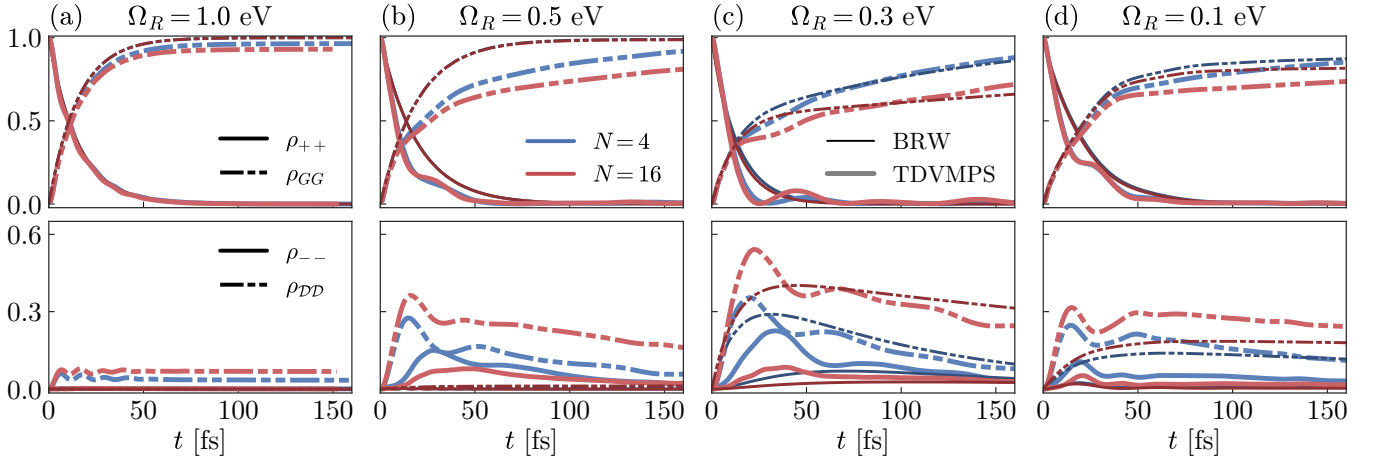 (a) Ω_R = 1.0 eV
(b) Ω_R = 0.5 eV
(c) Ω_R = 0.3 eV
(d) Ω_R = 0.1 eV
1.0
0.5
0.0
ρ_{++}
ρ_{GG}
N = 4
N = 16
BRW
TDVMPS
0.6
0.3
0.0
ρ_{−−}
ρ_{𝒟𝒟}
0 50 100 150
0 50 100 150
0 50 100 150
0 50 100 150
t [fs]
t [fs]
t [fs]
t [fs]